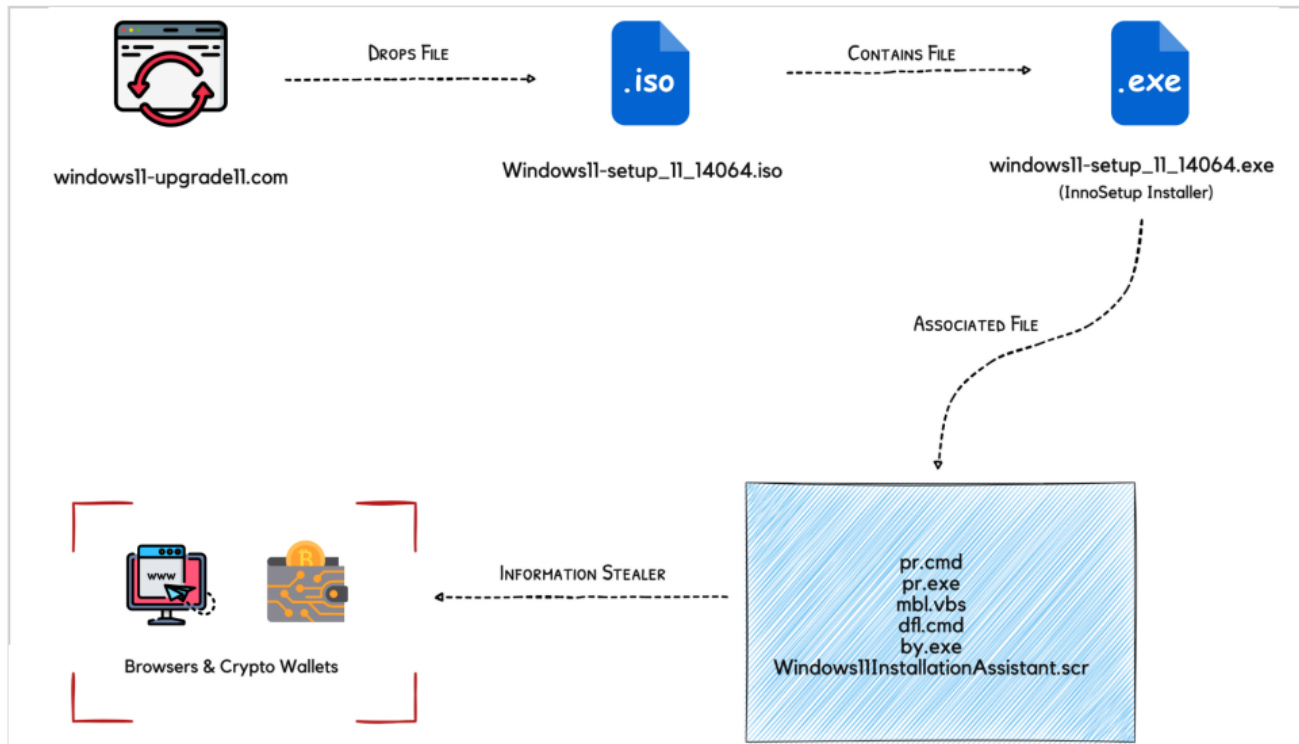 DROPS FILE
CONTAINS FILE
.iso
.exe
windows11-upgrade11.com
Windows11-setup_11_14064.iso
windows11-setup_11_14064.exe
(InnoSetup Installer)
ASSOCIATED FILE
pr.cmd
pr.exe
mbl.vbs
dfl.cmd
by.exe
Windows11InstallationAssistant.scr
INFORMATION STEALER
www
B
Browsers & Crypto Wallets